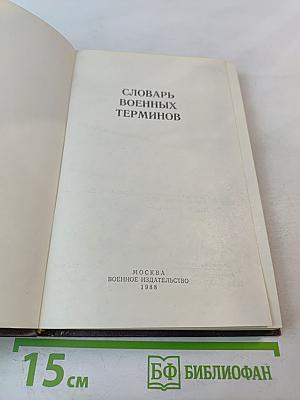 СЛОВАРЬ
ВОЕННЫХ
ТЕРМИНОВ
МОСКВА
ВОЕННОЕ ИЗДАТЕЛЬСТВО
1988
15 см
БФ БИБЛИОФАН